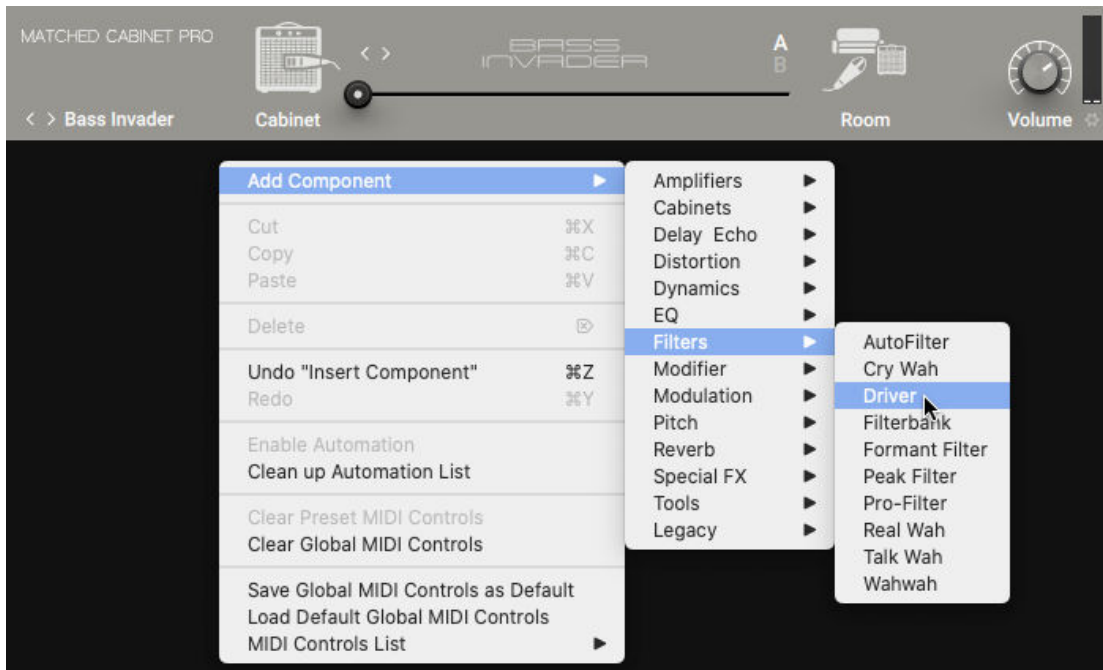 MATCHED CABINET PRO
BASS
INVADER
A
B
< > Bass Invader
Cabinet
Room
Volume
Add Component
Cut ⌘X
Copy ⌘C
Paste ⌘V
Delete ⌦
Undo "Insert Component" ⌘Z
Redo ⌘Y
Enable Automation
Clean up Automation List
Clear Preset MIDI Controls
Clear Global MIDI Controls
Save Global MIDI Controls as Default
Load Default Global MIDI Controls
MIDI Controls List
Amplifiers
Cabinets
Delay Echo
Distortion
Dynamics
EQ
Filters
Modifier
Modulation
Pitch
Reverb
Special FX
Tools
Legacy
AutoFilter
Cry Wah
Driver
Filterbank
Formant Filter
Peak Filter
Pro-Filter
Real Wah
Talk Wah
Wahwah